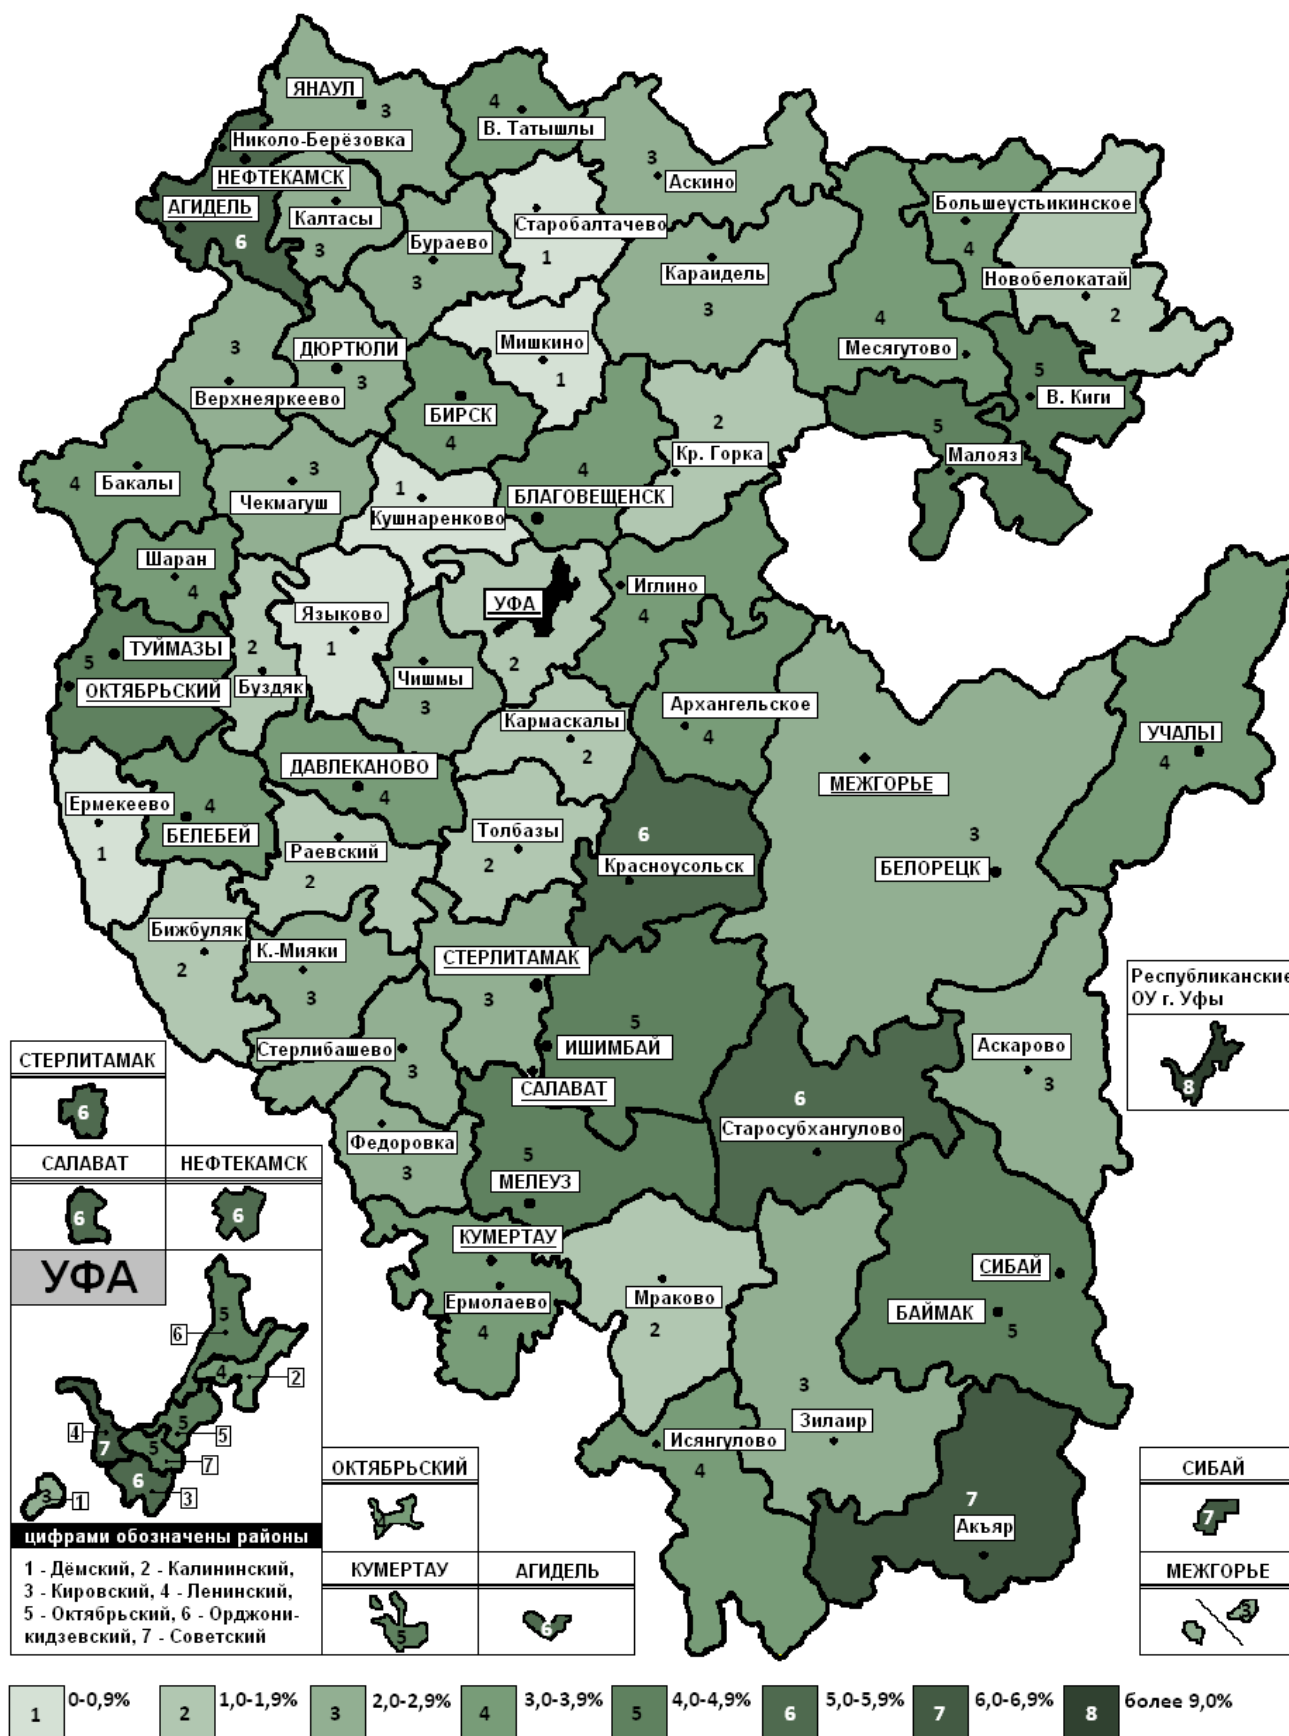 ЯНАУЛ
3
4
В. Татышлы
Николо-Берёзовка
3
Аскино
НЕФТЕКАМСК
АГИДЕЛЬ
6
Калтасы
3
Бураево
3
Старобалтачево
1
Караидель
3
Большеустьикинское
4
Новобелокатай
2
Мишкино
1
4
Месягутово
5
В. Киги
3
Верхнеяркеево
ДЮРТЮЛИ
3
БИРСК
4
2
Кр. Горка
5
Малояз
4
Бакалы
3
Чекмагуш
1
Кушнаренково
4
БЛАГОВЕЩЕНСК
Шаран
4
УФА
2
Иглино
4
Языково
1
ТУЙМАЗЫ
5
ОКТЯБРЬСКИЙ
2
Буздяк
Чишмы
3
Кармаскалы
2
Архангельское
4
УЧАЛЫ
4
МЕЖГОРЬЕ
3
БЕЛОРЕЦК
ДАВЛЕКАНОВО
4
Ермекеево
1
4
БЕЛЕБЕЙ
Раевский
2
Толбазы
2
6
Красноусольск
Бижбуляк
2
К.-Мияки
3
СТЕРЛИТАМАК
3
Республиканские
ОУ г. Уфы
8
5
ИШИМБАЙ
Стерлибашево
3
САЛАВАТ
Аскарово
3
6
Старосубхангулово
Федоровка
3
5
МЕЛЕУЗ
СТЕРЛИТАМАК
6
САЛАВАТ
НЕФТЕКАМСК
6
6
КУМЕРТАУ
Ермолаево
4
Мраково
2
СИБАЙ
БАЙМАК
5
3
Зилаир
Исянгулово
4
7
Акъяр
УФА
5
6
4
2
4
7
5
5
5
7
6
3
3
1
цифрами обозначены районы
1 - Дёмский, 2 - Калининский,
3 - Кировский, 4 - Ленинский,
5 - Октябрьский, 6 - Орджони-
кидзевский, 7 - Советский
ОКТЯБРЬСКИЙ
КУМЕРТАУ
5
АГИДЕЛЬ
6
СИБАЙ
7
МЕЖГОРЬЕ
3
1 0-0,9%
2 1,0-1,9%
3 2,0-2,9%
4 3,0-3,9%
5 4,0-4,9%
6 5,0-5,9%
7 6,0-6,9%
8 более 9,0%